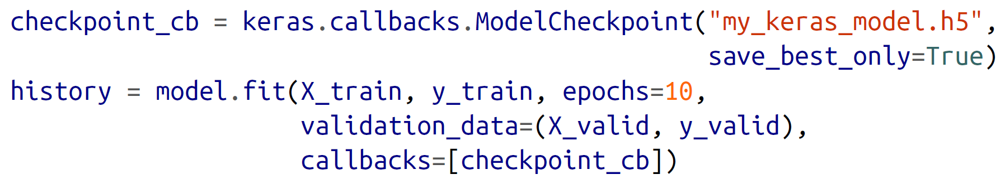 checkpoint_cb = keras.callbacks.ModelCheckpoint("my_keras_model.h5",
save_best_only=True)
history = model.fit(X_train, y_train, epochs=10,
validation_data=(X_valid, y_valid),
callbacks=[checkpoint_cb])